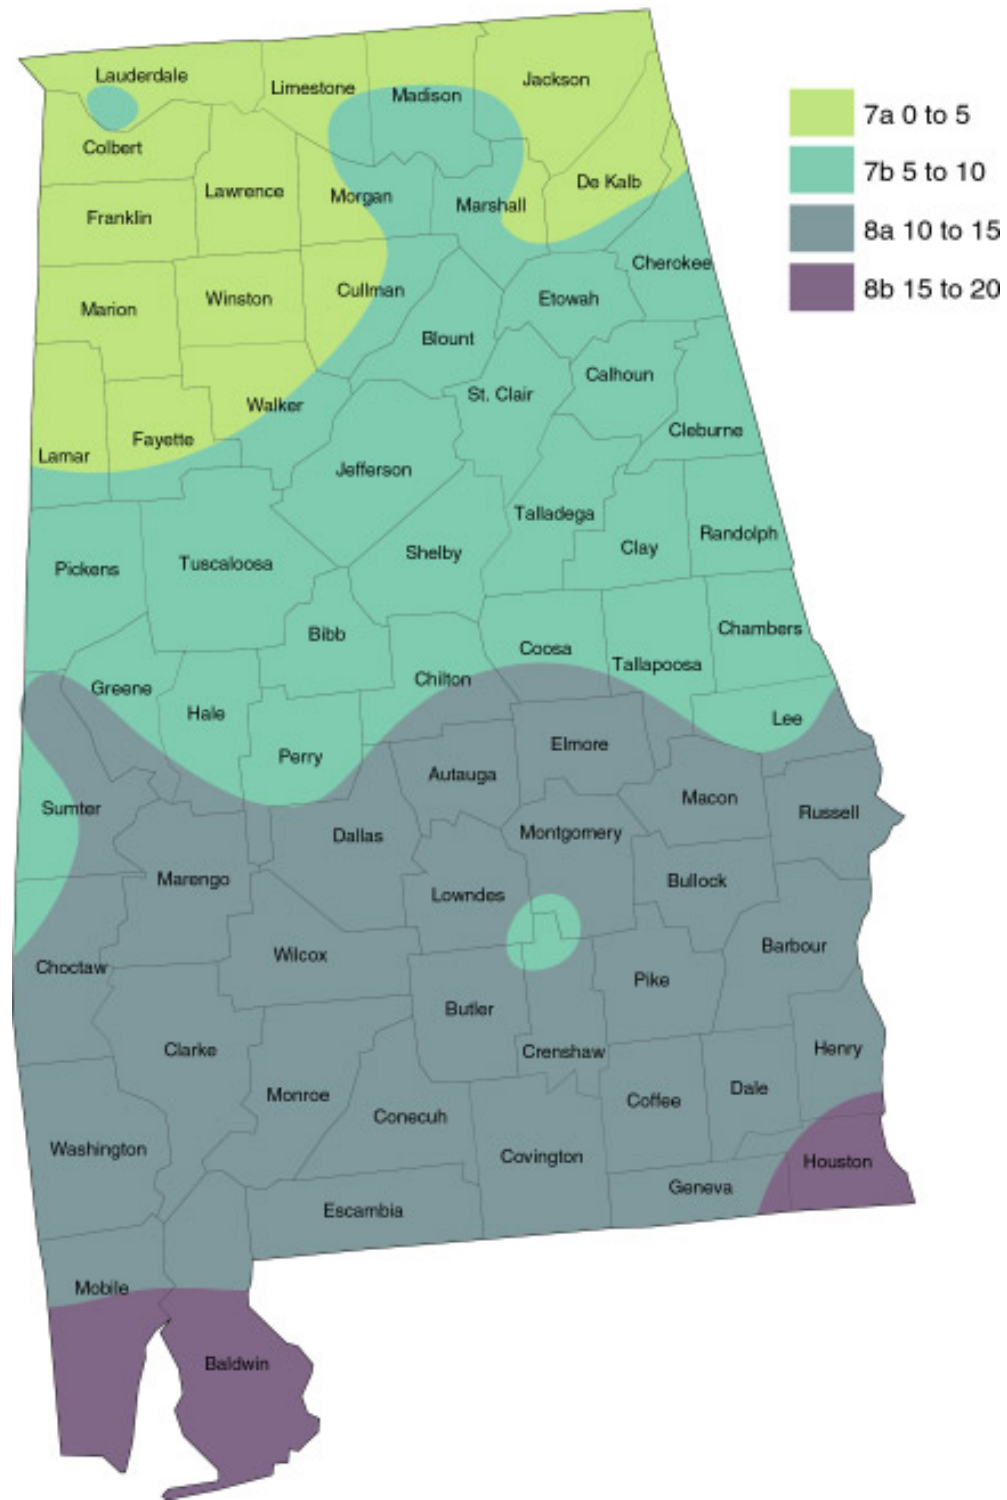 Lauderdale
Limestone
Madison
Jackson
7a 0 to 5
Colbert
7b 5 to 10
Lawrence
Morgan
De Kalb
Marshall
Franklin
8a 10 to 15
Cherokee
8b 15 to 20
Marion
Winston
Cullman
Etowah
Blount
Calhoun
St. Clair
Walker
Cleburne
Fayette
Lamar
Jefferson
Talladega
Randolph
Clay
Shelby
Tuscaloosa
Pickens
Chambers
Bibb
Coosa
Tallapoosa
Chilton
Greene
Hale
Lee
Perry
Elmore
Autauga
Macon
Sumter
Russell
Montgomery
Dallas
Marengo
Bullock
Lowndes
Barbour
Wilcox
Choctaw
Pike
Butler
Clarke
Crenshaw
Henry
Dale
Monroe
Coffee
Conecuh
Washington
Covington
Houston
Geneva
Escambia
Mobile
Baldwin